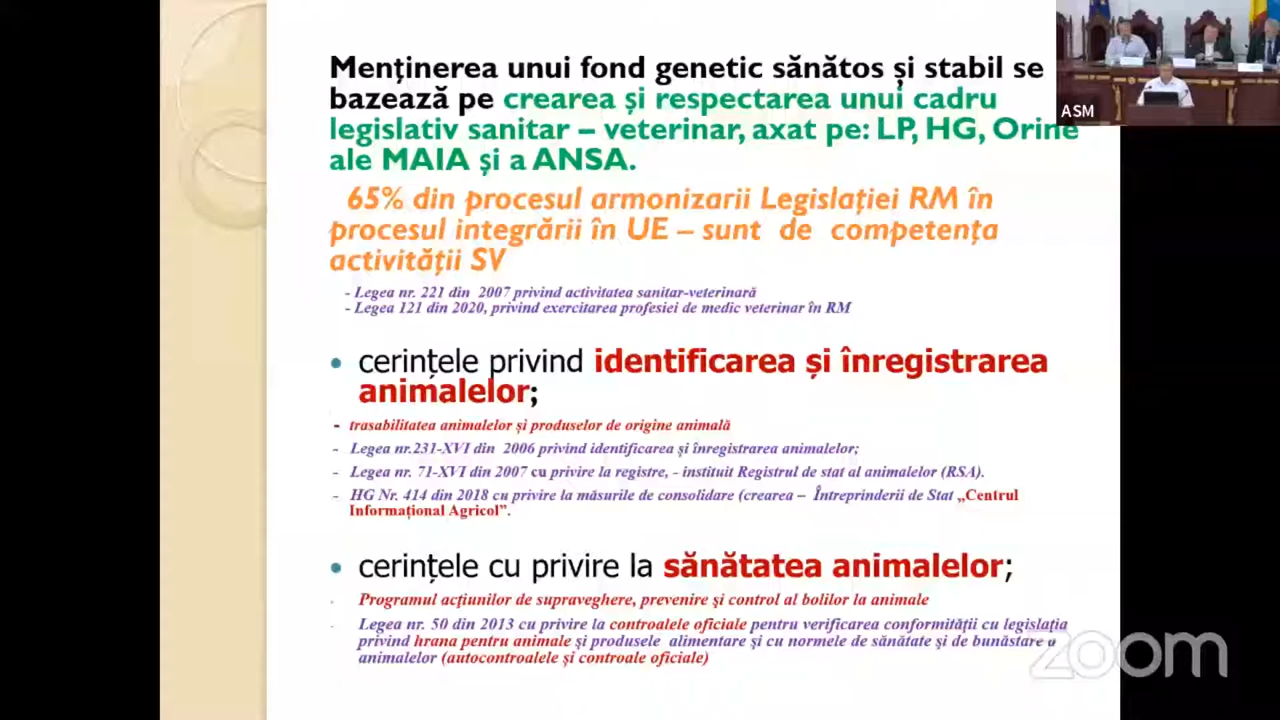 Menținerea unui fond genetic sănătos și stabil se
bazează pe crearea și respectarea unui cadru
legislativ sanitar – veterinar, axat pe: LP, HG, Orine
ale MAIA și a ANSA.
65% din procesul armonizarii Legislației RM în
procesul integrării în UE – sunt de competența
activității SV
- Legea nr. 221 din 2007 privind activitatea sanitar-veterinară
- Legea 121 din 2020, privind exercitarea profesiei de medic veterinar în RM
• cerințele privind identificarea și înregistrarea
animalelor;
- trasabilitatea animalelor și produselor de origine animală
- Legea nr.231-XVI din 2006 privind identificarea și înregistrarea animalelor;
- Legea nr. 71-XVI din 2007 cu privire la registre, - instituit Registrul de stat al animalelor (RSA).
- HG Nr. 414 din 2018 cu privire la măsurile de consolidare (crearea – Întreprinderii de Stat „Centrul
Informațional Agricol”.
• cerințele cu privire la sănătatea animalelor;
Programul acțiunilor de supraveghere, prevenire și control al bolilor la animale
Legea nr. 50 din 2013 cu privire la controalele oficiale pentru verificarea conformității cu legislația
privind hrana pentru animale și produsele alimentare și cu normele de sănătate și de bunăstare a
animalelor (autocontroalele și controale oficiale)
ASM
zoom